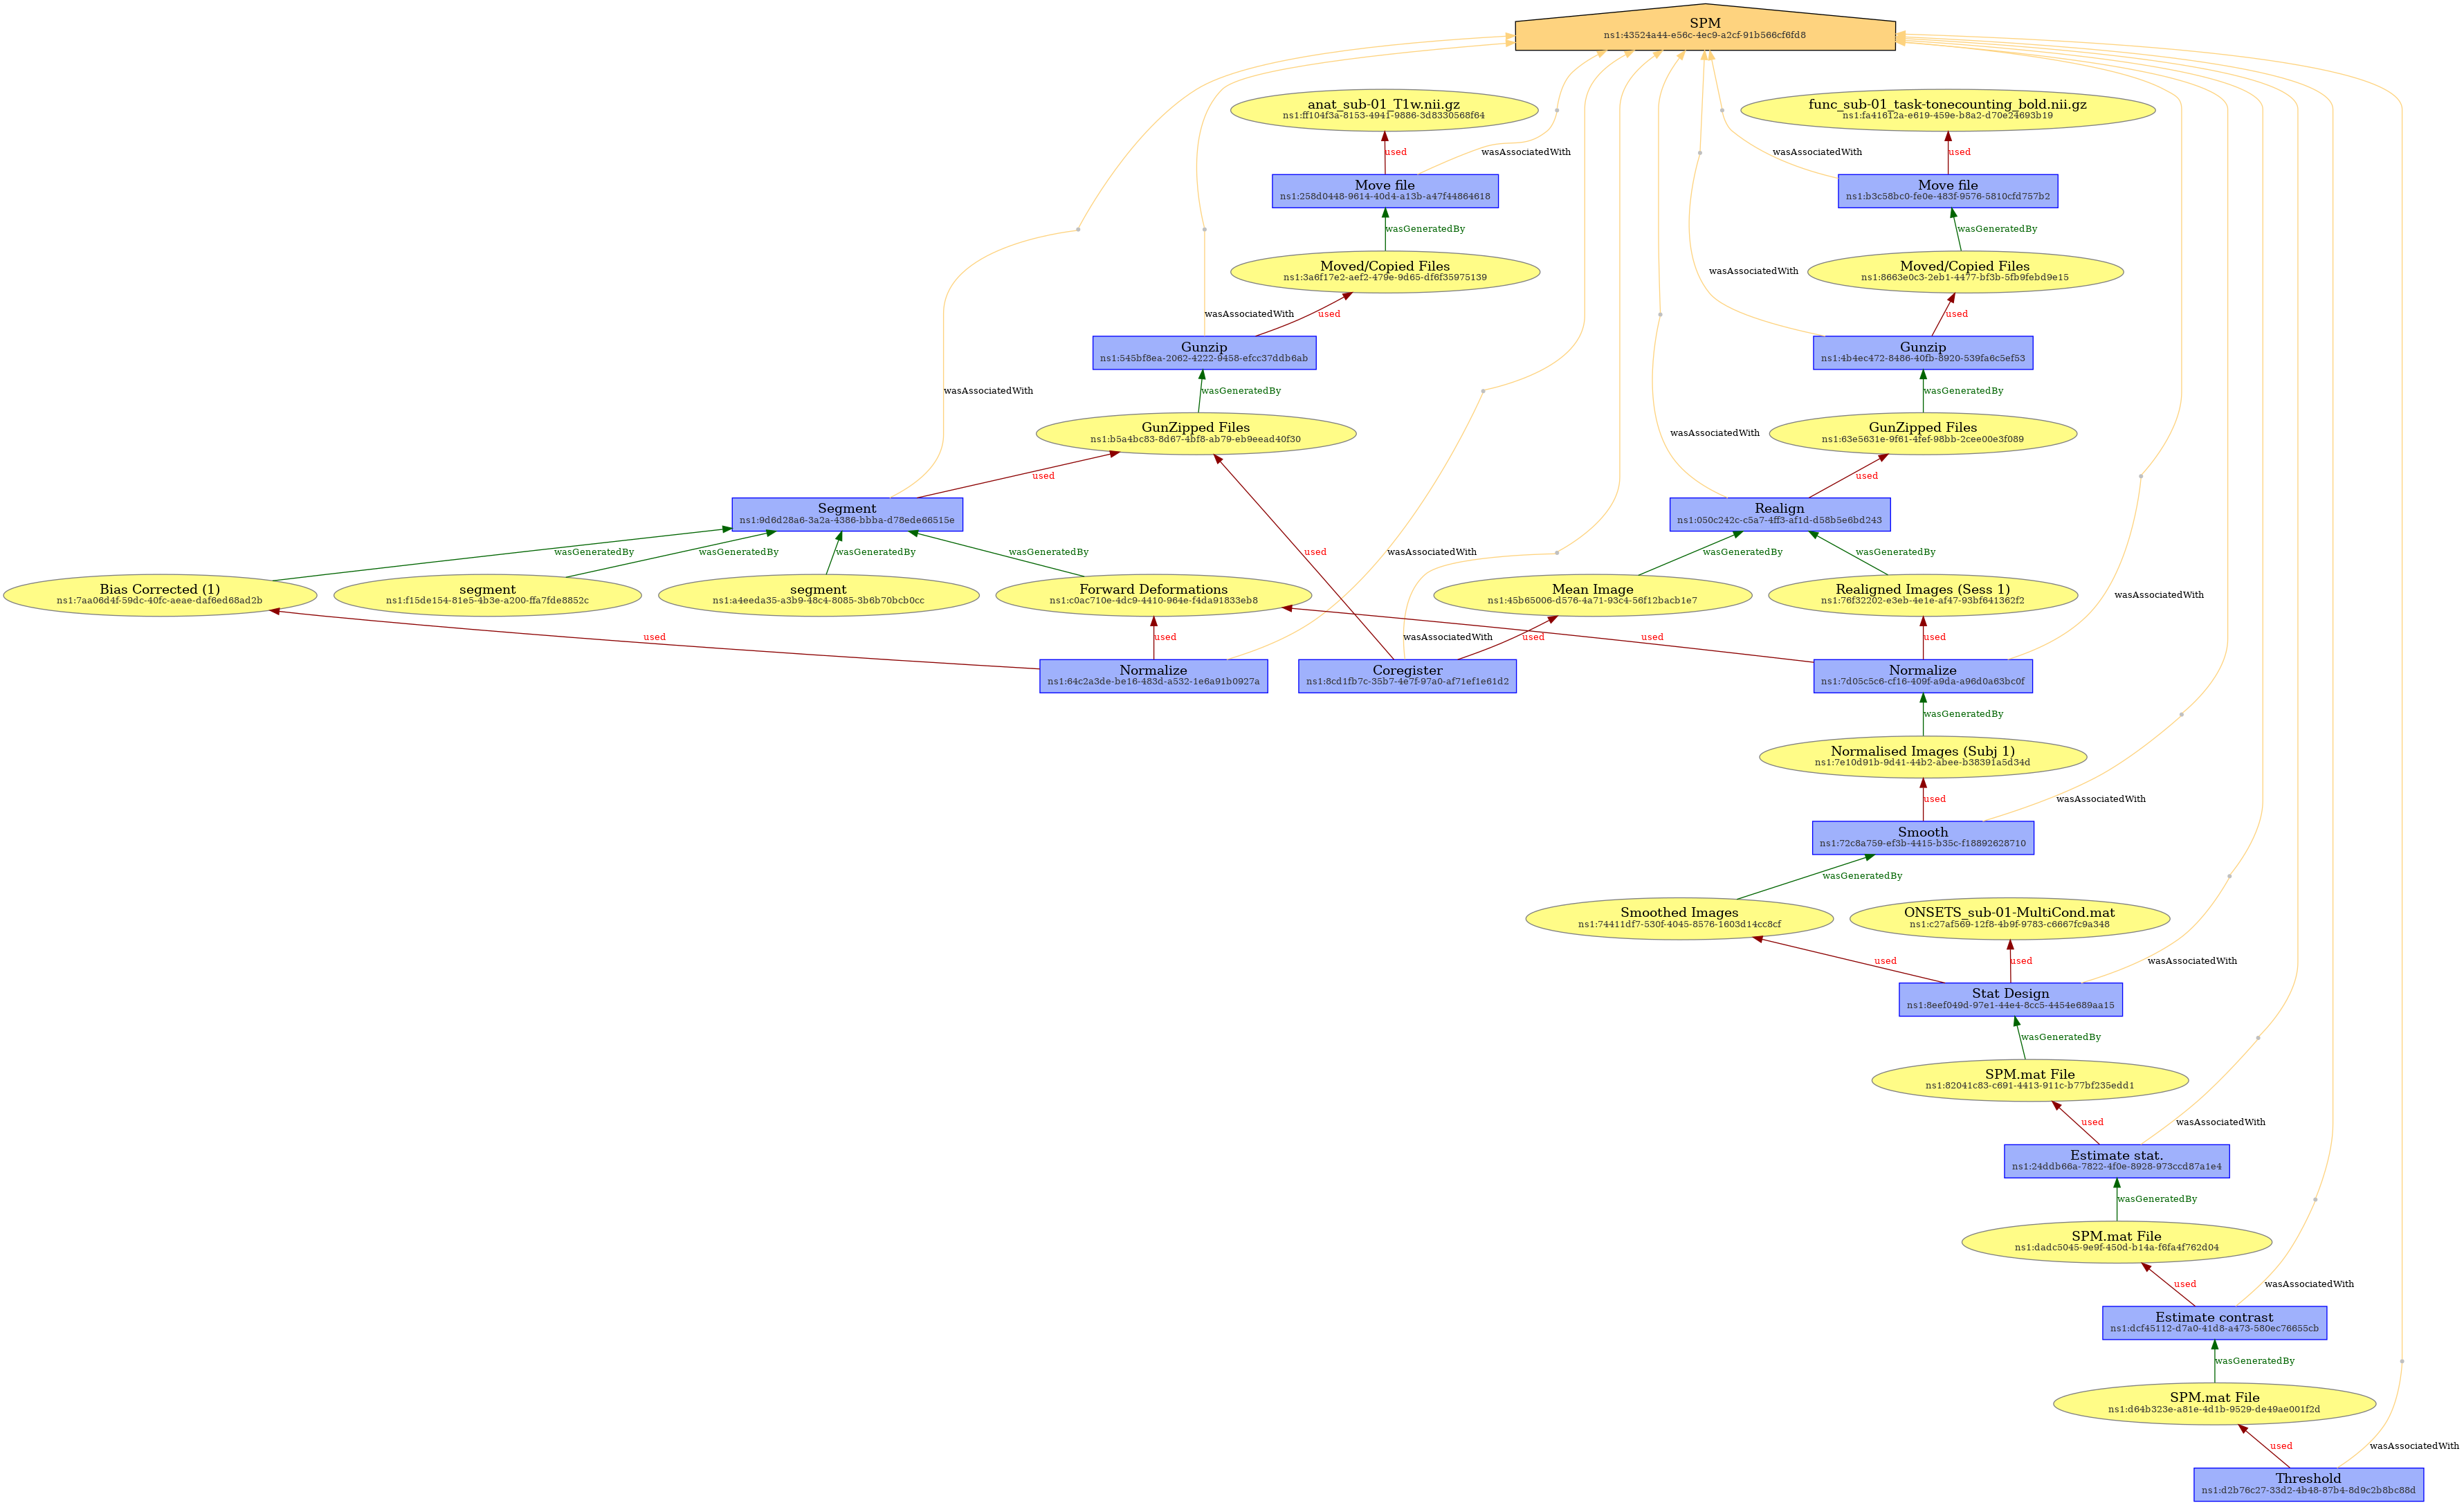 SPM
ns1:43524a44-e56c-4ec9-a2cf-91b566cf6fd8
anat_sub-01_T1w.nii.gz
ns1:ff104f3a-8153-4941-9886-3d8330568f64
func_sub-01_task-tonecounting_bold.nii.gz
ns1:fa41612a-e619-459e-b8a2-d70e24693b19
used
wasAssociatedWith
wasAssociatedWith
used
Move file
ns1:258d0448-9614-40d4-a13b-a47f44864618
Move file
ns1:b3c58bc0-fe0e-483f-9576-5810cfd757b2
wasGeneratedBy
wasGeneratedBy
Moved/Copied Files
ns1:3a6f17e2-aef2-479e-9d65-df6f35975139
wasAssociatedWith
Moved/Copied Files
ns1:8663e0c3-2eb1-4477-bf3b-5fb9febd9e15
wasAssociatedWith
used
used
Gunzip
ns1:545bf8ea-2062-4222-9458-efcc37ddb6ab
Gunzip
ns1:4b4ec472-8486-40fb-8920-539fa6c5ef53
wasAssociatedWith
wasGeneratedBy
wasGeneratedBy
GunZipped Files
ns1:b5a4bc83-8d67-4bf8-ab79-eb9eead40f30
wasAssociatedWith
GunZipped Files
ns1:63e5631e-9f61-4fef-98bb-2cee00e3f089
used
used
Segment
ns1:9d6d28a6-3a2a-4386-bbba-d78ede66515e
Realign
ns1:050c242c-c5a7-4ff3-af1d-d58b5e6bd243
wasGeneratedBy
wasGeneratedBy
wasGeneratedBy
wasGeneratedBy
used
wasAssociatedWith
wasGeneratedBy
wasGeneratedBy
Bias Corrected (1)
ns1:7aa06d4f-59dc-40fc-aeae-daf6ed68ad2b
segment
ns1:f15de154-81e5-4b3e-a200-ffa7fde8852c
segment
ns1:a4eeda35-a3b9-48c4-8085-3b6b70bcb0cc
Forward Deformations
ns1:c0ac710e-4dc9-4410-964e-f4da91833eb8
Mean Image
ns1:45b65006-d576-4a71-93c4-56f12bacb1e7
Realigned Images (Sess 1)
ns1:76f32202-e3eb-4e1e-af47-93bf641362f2
wasAssociatedWith
used
used
wasAssociatedWith
used
used
used
Normalize
ns1:64c2a3de-be16-483d-a532-1e6a91b0927a
Coregister
ns1:8cd1fb7c-35b7-4e7f-97a0-af71ef1e61d2
Normalize
ns1:7d05c5c6-cf16-409f-a9da-a96d0a63bc0f
wasGeneratedBy
Normalised Images (Subj 1)
ns1:7e10d91b-9d41-44b2-abee-b38391a5d34d
used
wasAssociatedWith
Smooth
ns1:72c8a759-ef3b-4415-b35c-f18892628710
wasGeneratedBy
Smoothed Images
ns1:74411df7-530f-4045-8576-1603d14cc8cf
ONSETS_sub-01-MultiCond.mat
ns1:c27af569-12f8-4b9f-9783-c6667fc9a348
used
used
wasAssociatedWith
Stat Design
ns1:8eef049d-97e1-44e4-8cc5-4454e689aa15
wasGeneratedBy
SPM.mat File
ns1:82041c83-c691-4413-911c-b77bf235edd1
used
wasAssociatedWith
Estimate stat.
ns1:24ddb66a-7822-4f0e-8928-973ccd87a1e4
wasGeneratedBy
SPM.mat File
ns1:dadc5045-9e9f-450d-b14a-f6fa4f762d04
used
wasAssociatedWith
Estimate contrast
ns1:dcf45112-d7a0-41d8-a473-580ec76655cb
wasGeneratedBy
SPM.mat File
ns1:d64b323e-a81e-4d1b-9529-de49ae001f2d
used
wasAssociatedWith
Threshold
ns1:d2b76c27-33d2-4b48-87b4-8d9c2b8bc88d